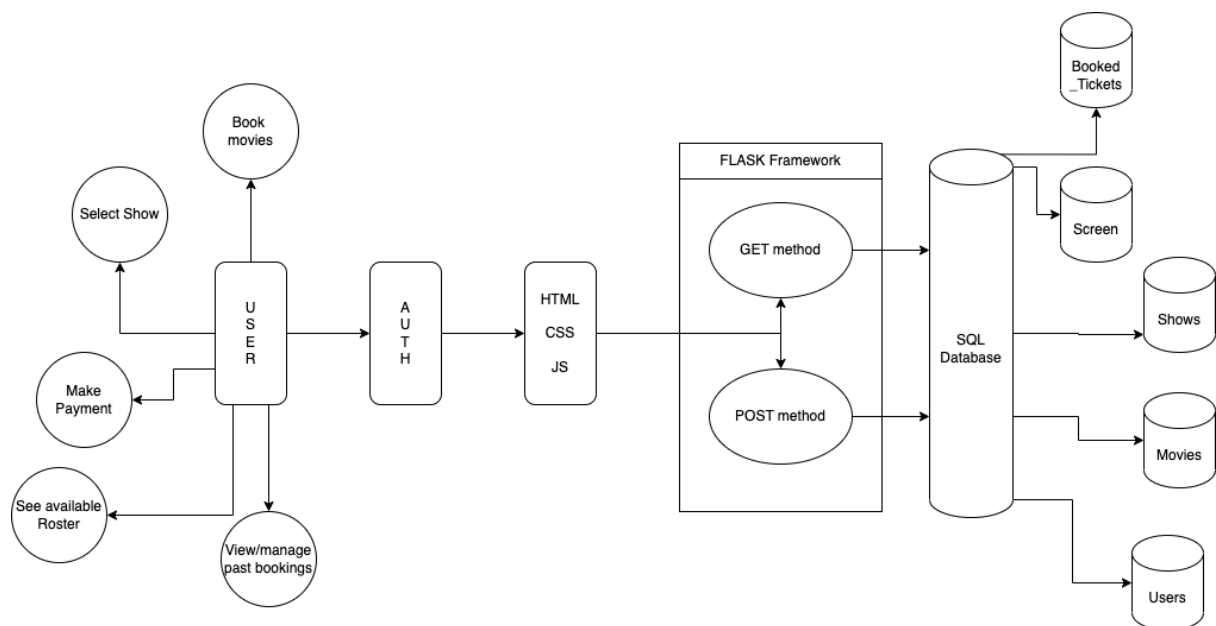 Book
movies
Select Show
Make
Payment
See available
Roster
View/manage
past bookings
U
S
E
R
A
U
T
H
HTML
CSS
JS
FLASK Framework
GET method
POST method
SQL
Database
Booked
_Tickets
Screen
Shows
Movies
Users